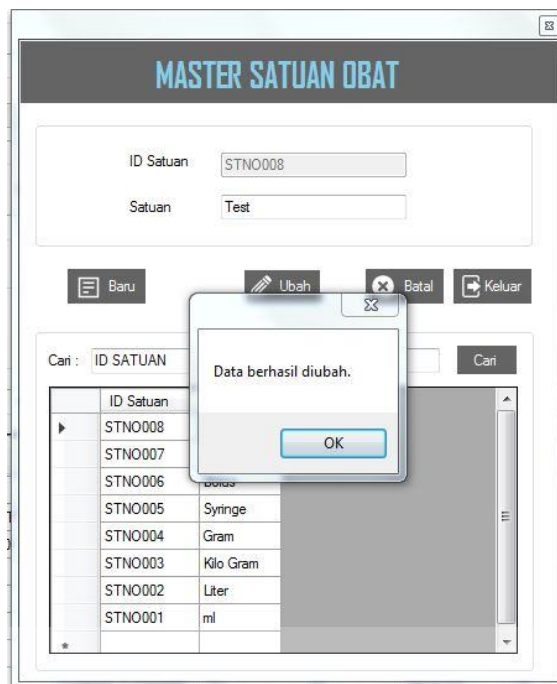 MASTER SATUAN OBAT
ID Satuan STNO008
Satuan Test
Baru Ubah Batal Keluar
Cari : ID SATUAN Cari
Data berhasil diubah.
OK
ID Satuan
STNO008
STNO007
STNO006
STNO005 Syringe
STNO004 Gram
STNO003 Kilo Gram
STNO002 Liter
STNO001 ml